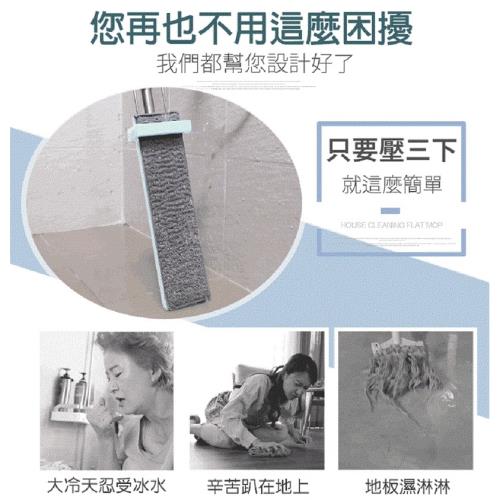 您再也不用這麼困擾
我們都幫您設計好了
只要壓三下
就這麼簡單
HOUSE CLEANING FLAT MOP
大冷天忍受冰水
辛苦趴在地上
地板濕淋淋